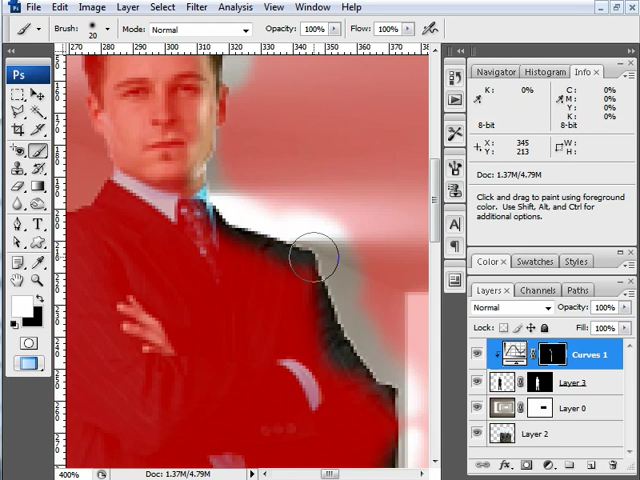 Ps File Edit Image Layer Select Filter Analysis View Window Help
20 Mode: Normal Opacity: 100% Flow: 100%
Brush:
270 280 290 300 310 320 330 340 350 360 370
Navigator Histogram Info
K: 0% C: 0%
M: 0%
Y: 0%
K: 0%
8-bit 8-bit
X: 345 W:
Y: 213 H:
Doc: 1.37M/4.79M
Click and drag to paint using foreground
color. Use Shift, Alt, and Ctrl for
additional options.
Color Swatches Styles
Layers Channels Paths
Normal Opacity: 100%
Lock: Fill: 100%
Curves 1
Layer 3
Layer 0
Layer 2
Ps
400% Doc: 1.37M/4.79M